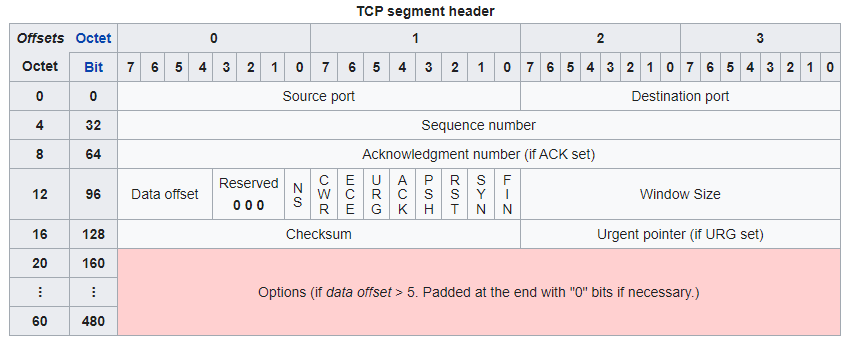 TCP segment header
Offsets Octet 0 1 2 3
Octet Bit 7 6 5 4 3 2 1 0 7 6 5 4 3 2 1 0 7 6 5 4 3 2 1 0 7 6 5 4 3 2 1 0
0 0 Source port Destination port
4 32 Sequence number
8 64 Acknowledgment number (if ACK set)
12 96 Data offset Reserved 0 0 0 NS CWR ECE URG ACK PSH RST SYN FIN Window Size
16 128 Checksum Urgent pointer (if URG set)
20 160
⋮ ⋮ Options (if data offset > 5. Padded at the end with "0" bits if necessary.)
60 480